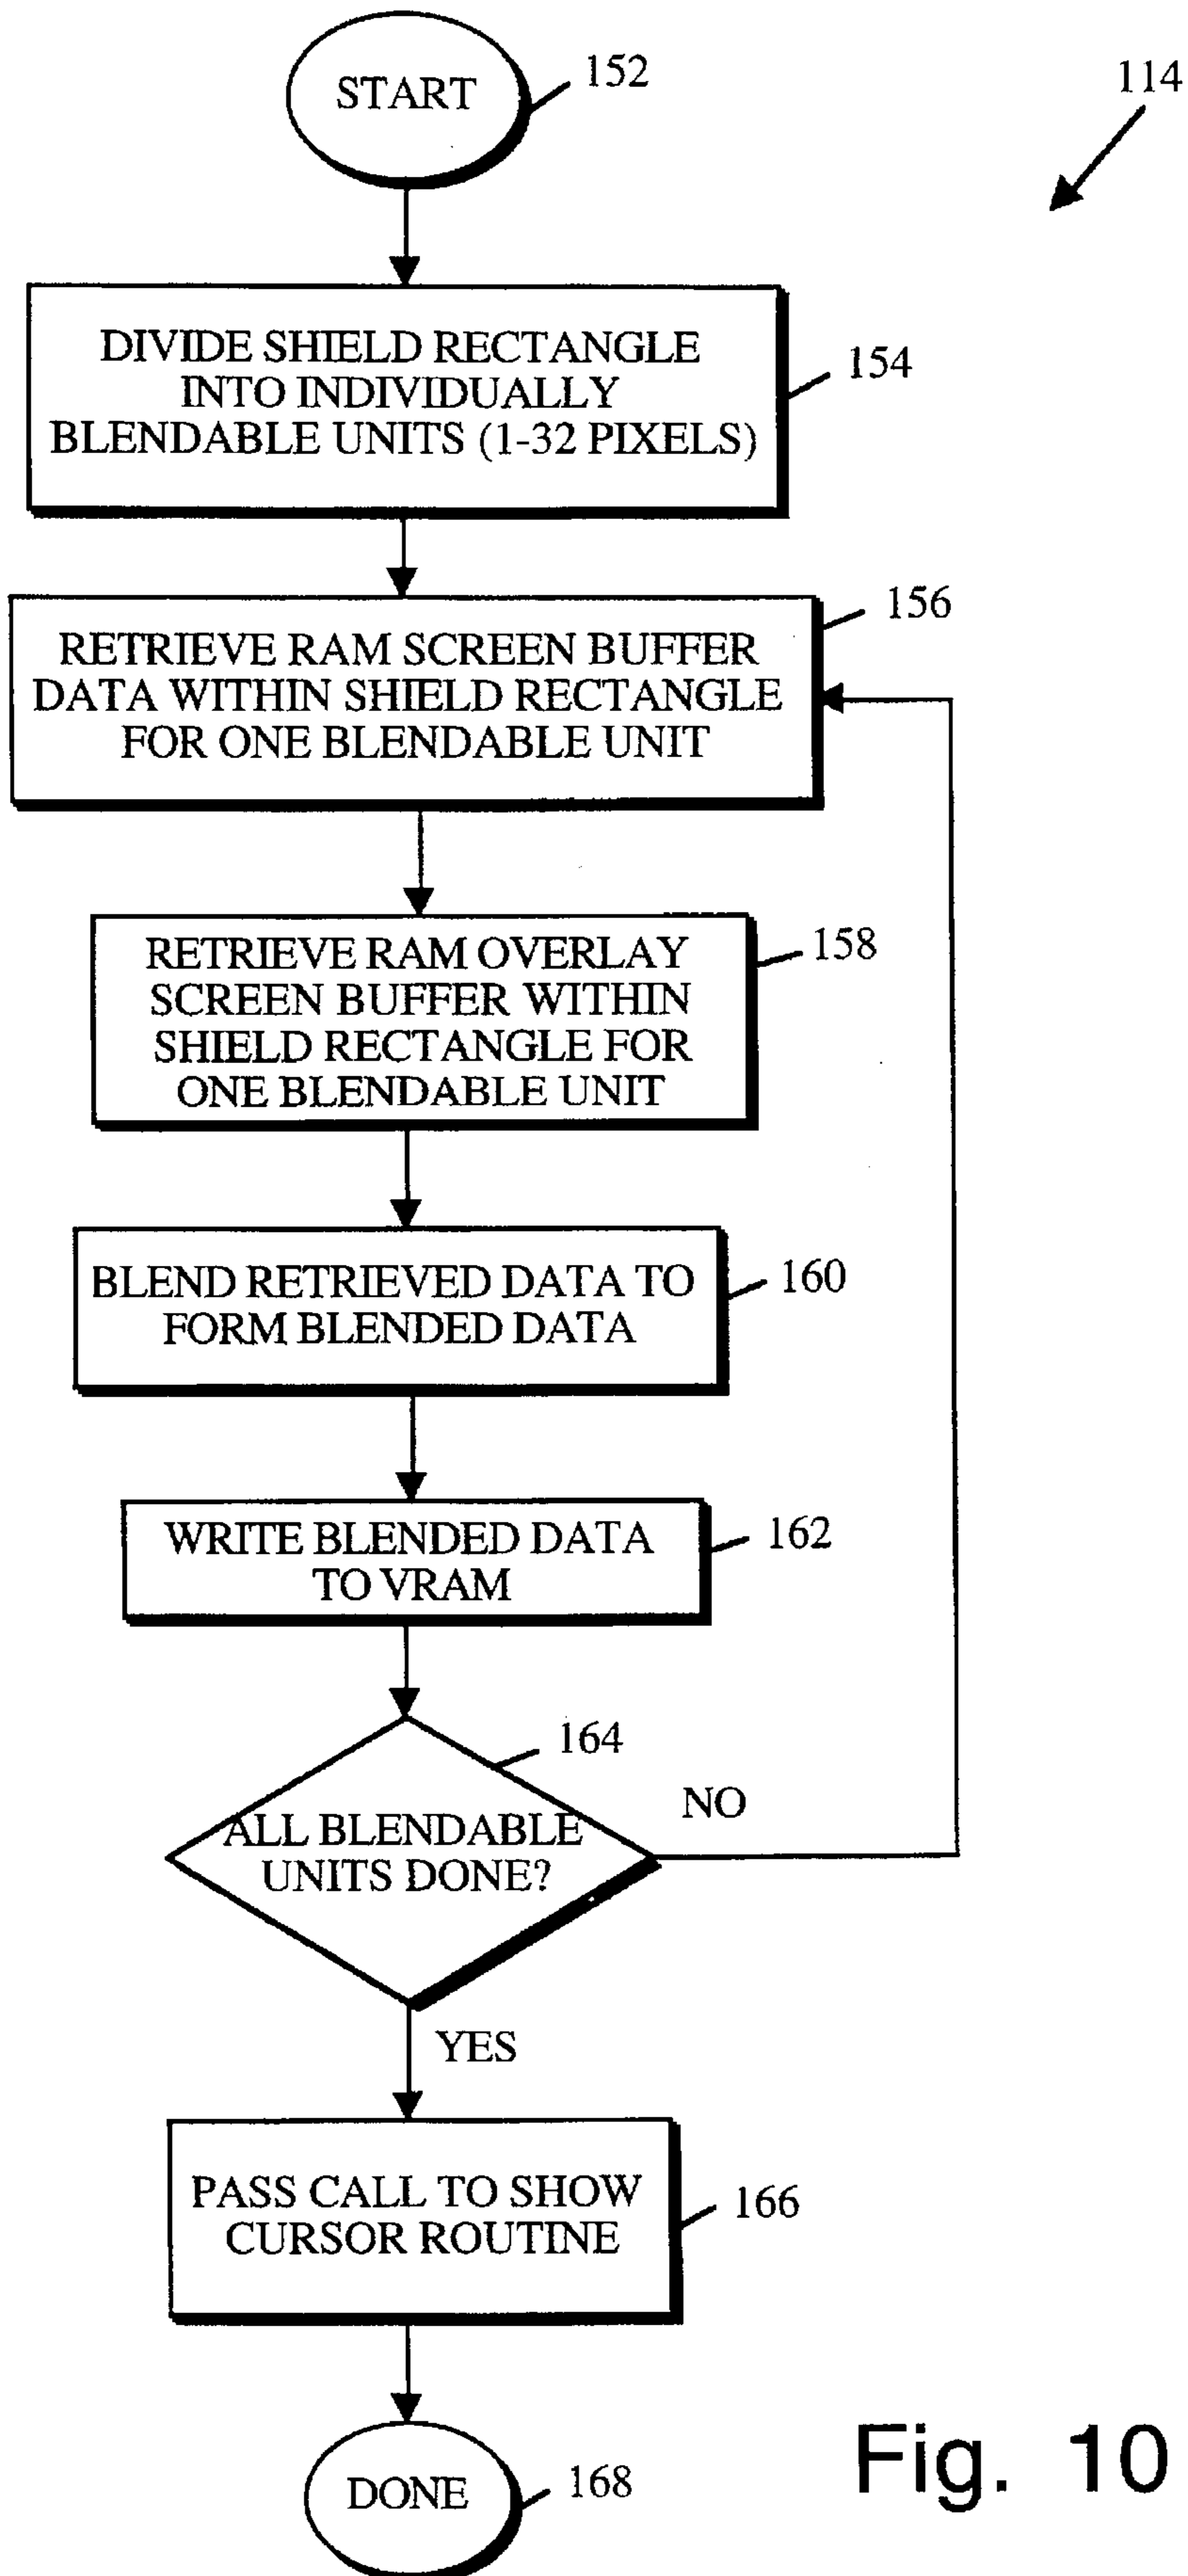 START
152
114
DIVIDE SHIELD RECTANGLE
INTO INDIVIDUALLY
BLENDABLE UNITS (1-32 PIXELS)
154
RETRIEVE RAM SCREEN BUFFER
DATA WITHIN SHIELD RECTANGLE
FOR ONE BLENDABLE UNIT
156
RETRIEVE RAM OVERLAY
SCREEN BUFFER WITHIN
SHIELD RECTANGLE FOR
ONE BLENDABLE UNIT
158
BLEND RETRIEVED DATA TO
FORM BLENDED DATA
160
WRITE BLENDED DATA
TO VRAM
162
ALL BLENDABLE
UNITS DONE?
164
NO
YES
PASS CALL TO SHOW
CURSOR ROUTINE
166
DONE
168
Fig. 10